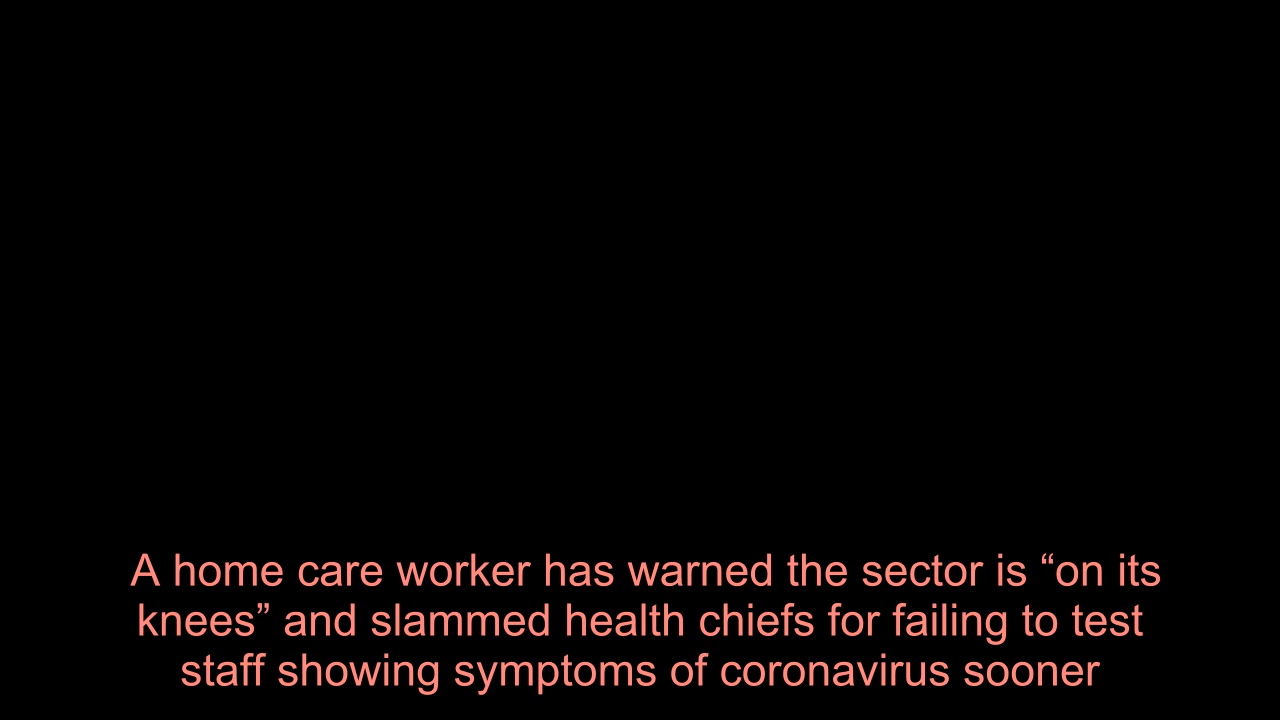 A home care worker has warned the sector is “on its
knees” and slammed health chiefs for failing to test
staff showing symptoms of coronavirus sooner